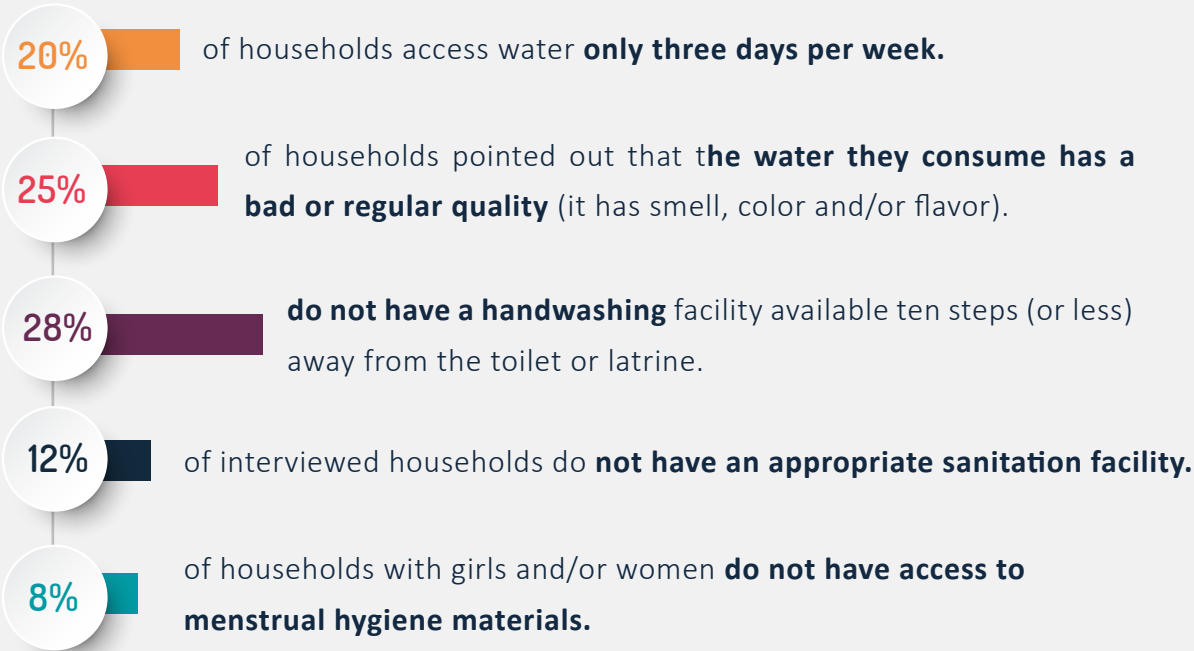 20%
of households access water only three days per week.
25%
of households pointed out that the water they consume has a
bad or regular quality (it has smell, color and/or flavor).
28%
do not have a handwashing facility available ten steps (or less)
away from the toilet or latrine.
12%
of interviewed households do not have an appropriate sanitation facility.
8%
of households with girls and/or women do not have access to
menstrual hygiene materials.